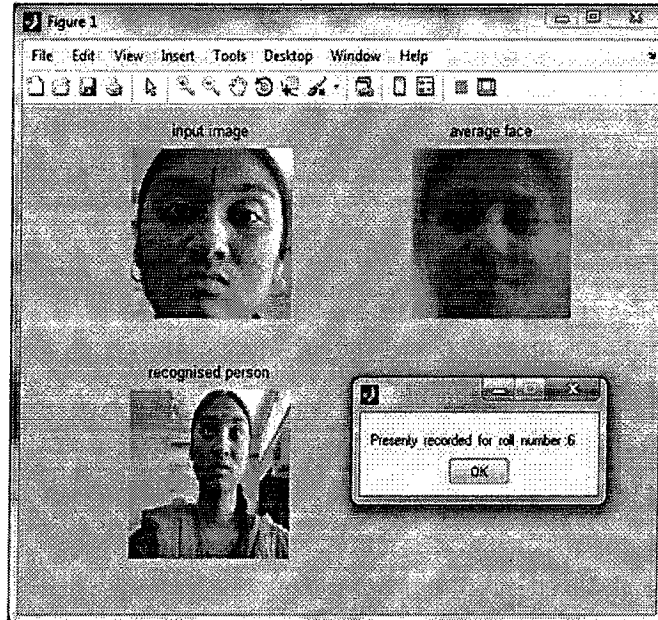 Figure 1
File Edit View Insert Tools Desktop Window Help
input image
average face
recognised person
Presenly recorded for roll number :6
OK